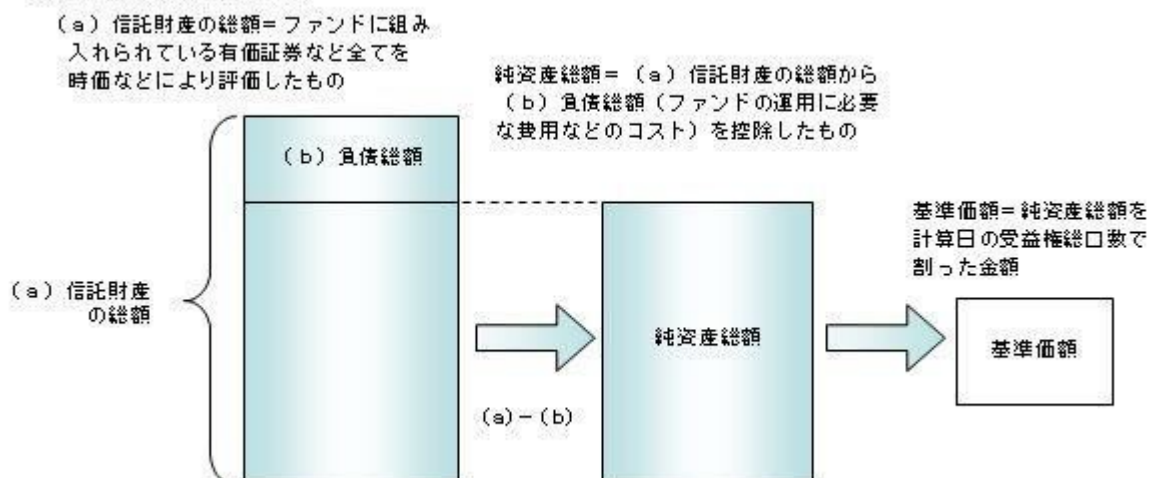 (a)信託財産の総額=ファンドに組み
入れられている有価証券など全てを
時価などにより評価したもの
純資産総額=(a)信託財産の総額から
(b)負債総額(ファンドの運用に必要
な費用などのコスト)を控除したもの
(b)負債総額
基準価額=純資産総額を
計算日の受益権総口数で
割った金額
(a)信託財産
の総額
純資産総額
基準価額
(a)-(b)